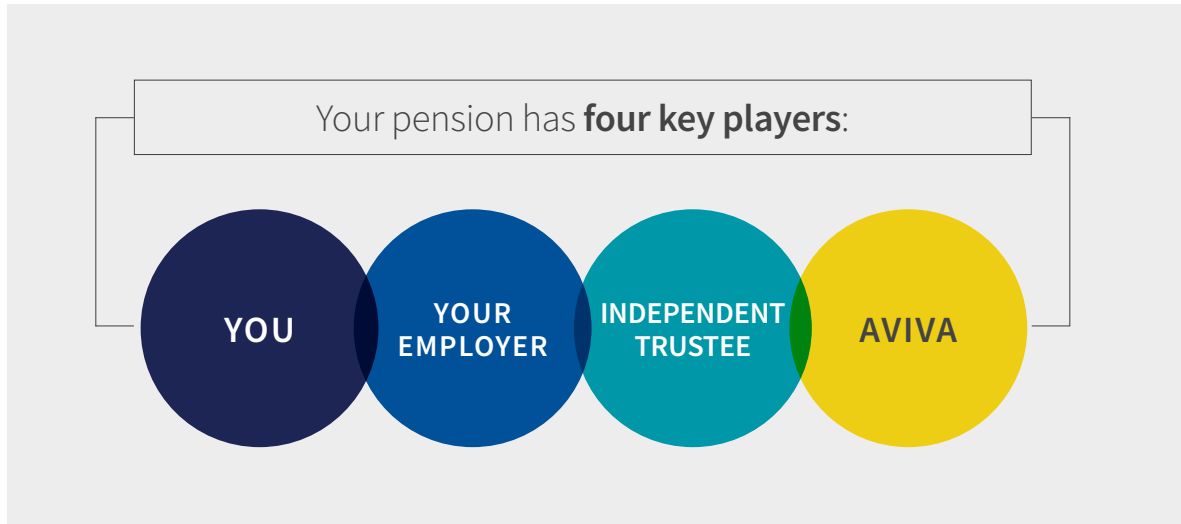 Your pension has four key players:
YOU
YOUR
EMPLOYER
INDEPENDENT
TRUSTEE
AVIVA